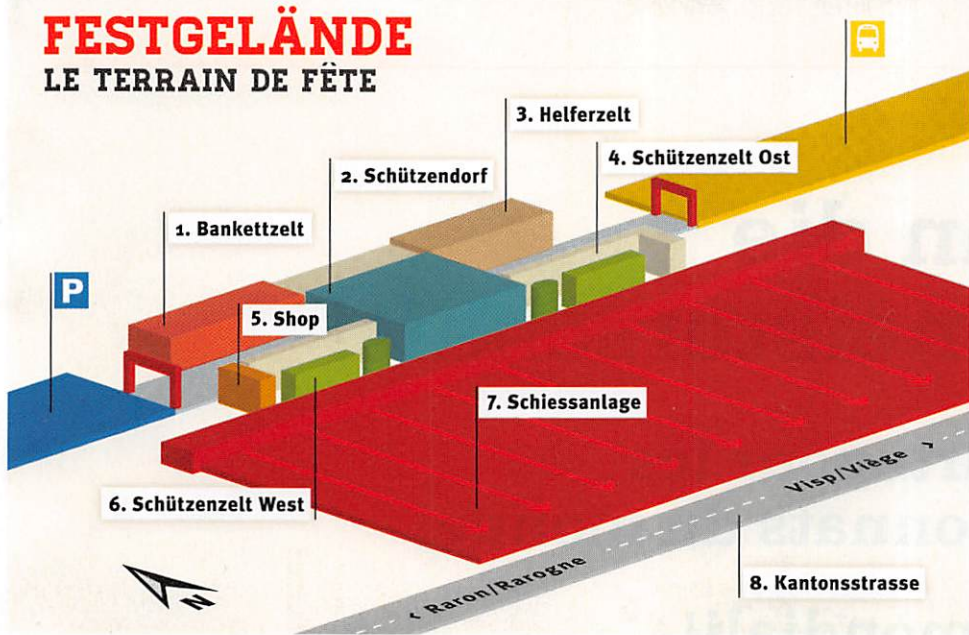 FESTGELÄNDE
LE TERRAIN DE FÊTE
3. Helferzelt
4. Schützenzelt Ost
2. Schützendorf
1. Bankettzelt
P
5. Shop
7. Schiessanlage
6. Schützenzelt West
Visp/Viège >
< Raron/Rarogne
8. Kantonsstrasse
N